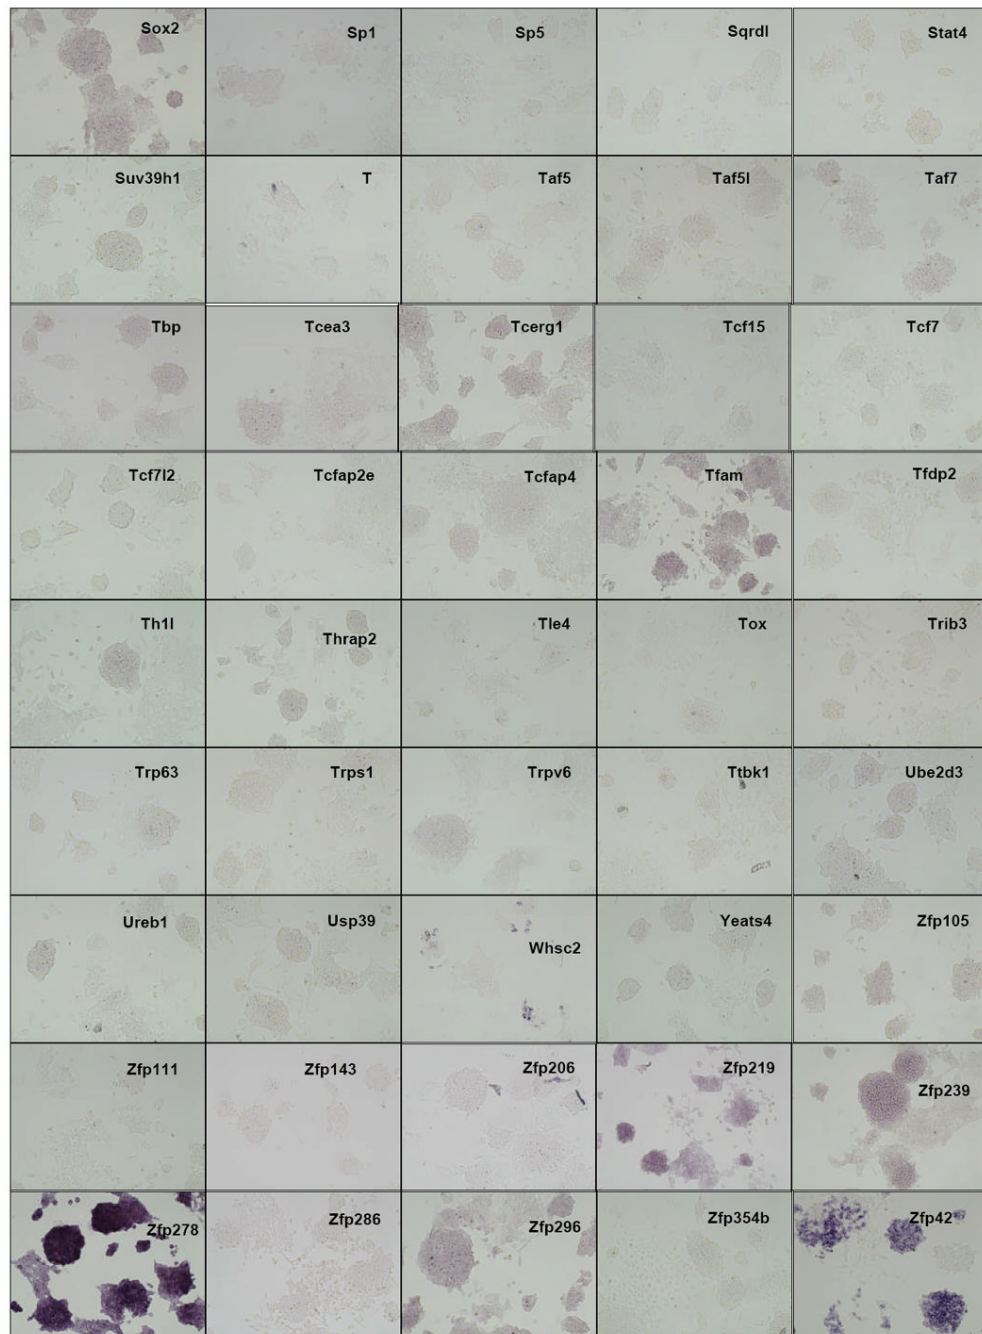 Sox2
Sp1
Sp5
Sqrdl
Stat4
Suv39h1
T
Taf5
Taf5l
Taf7
Tbp
Tcea3
Tcerg1
Tcf15
Tcf7
Tcf7l2
Tcfap2e
Tcfap4
Tfam
Tfdp2
Th1l
Thrap2
Tle4
Tox
Trib3
Trp63
Trps1
Trpv6
Ttbk1
Ube2d3
Ureb1
Usp39
Whsc2
Yeats4
Zfp105
Zfp111
Zfp143
Zfp206
Zfp219
Zfp239
Zfp278
Zfp286
Zfp296
Zfp354b
Zfp42